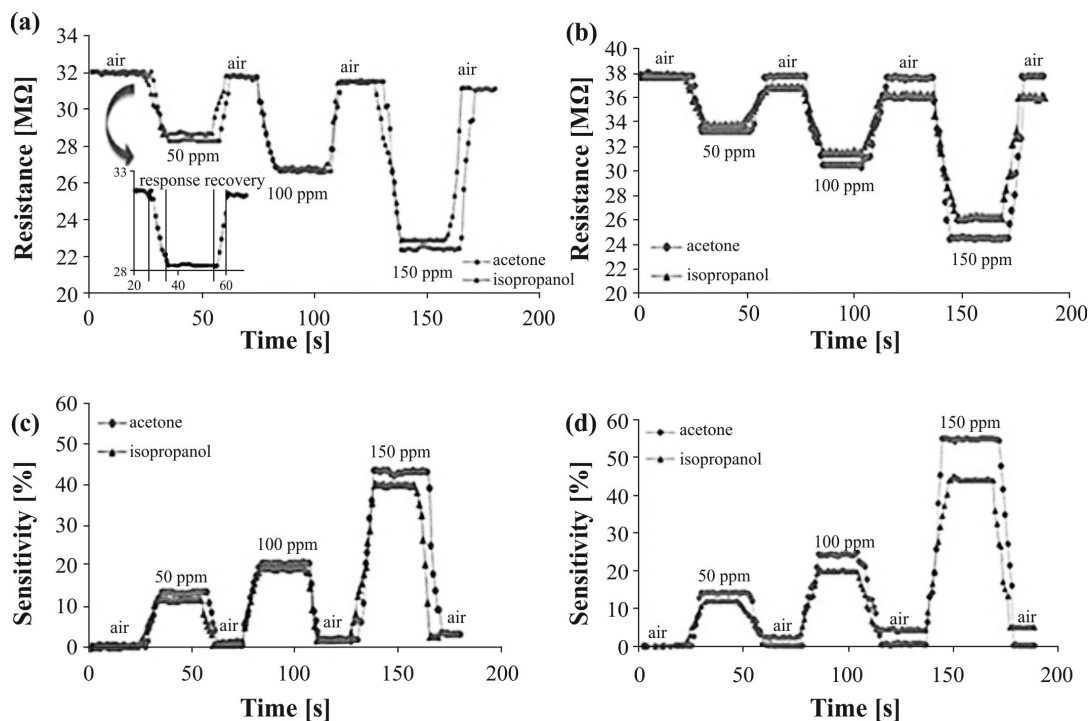 (a)
34
32
30
28
26
24
22
20
Resistance [MΩ]
air
air
air
air
50 ppm
100 ppm
150 ppm
33
response recovery
28
20
40
60
acetone
isopropanol
0
50
100
150
200
Time [s]
(b)
40
38
36
34
32
30
28
26
24
22
20
Resistance [MΩ]
air
air
air
air
50 ppm
100 ppm
150 ppm
acetone
isopropanol
0
50
100
150
200
Time [s]
(c)
60
50
40
30
20
10
0
Sensitivity [%]
acetone
isopropanol
150 ppm
100 ppm
50 ppm
air
air
air
air
0
50
100
150
200
Time [s]
(d)
60
50
40
30
20
10
0
Sensitivity [%]
acetone
isopropanol
150 ppm
100 ppm
50 ppm
air
air
air
air
0
50
100
150
200
Time [s]